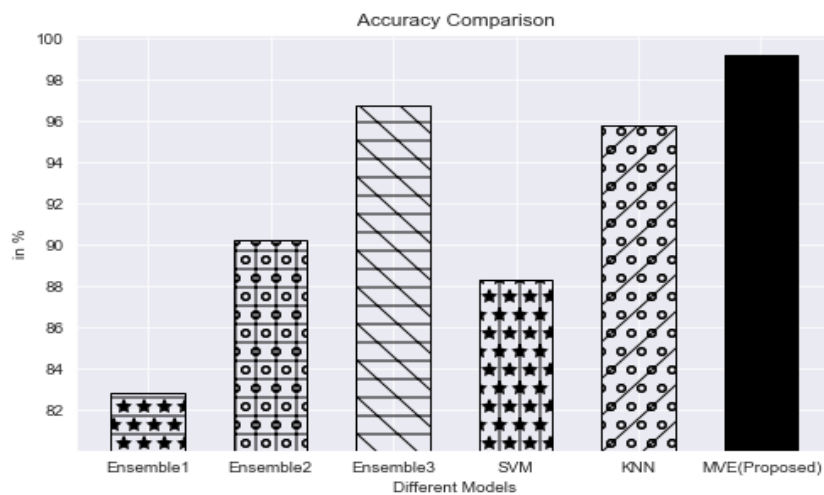 Accuracy Comparison
100
98
96
94
92
90
88
86
84
82
in %
Ensemble1 Ensemble2 Ensemble3 SVM KNN MVE(Proposed)
Different Models